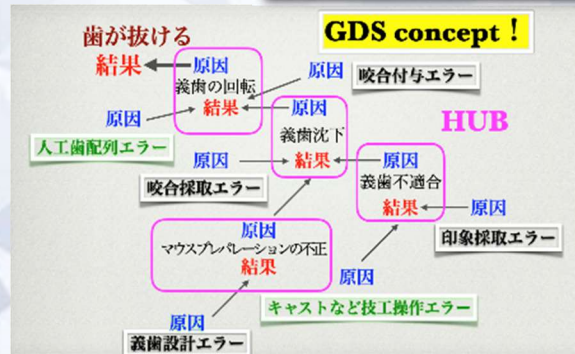 GDS concept！
歯が抜ける
結果
原因
原因
咬合付与エラー
義歯の回転
結果
原因
HUB
原因
人工歯配列エラー
義歯沈下
原因
結果
原因
義歯不適合
咬合採取エラー
結果
原因
原因
印象採取エラー
マウスプレパレーションの不正
結果
原因
キャストなど技工操作エラー
原因
義歯設計エラー